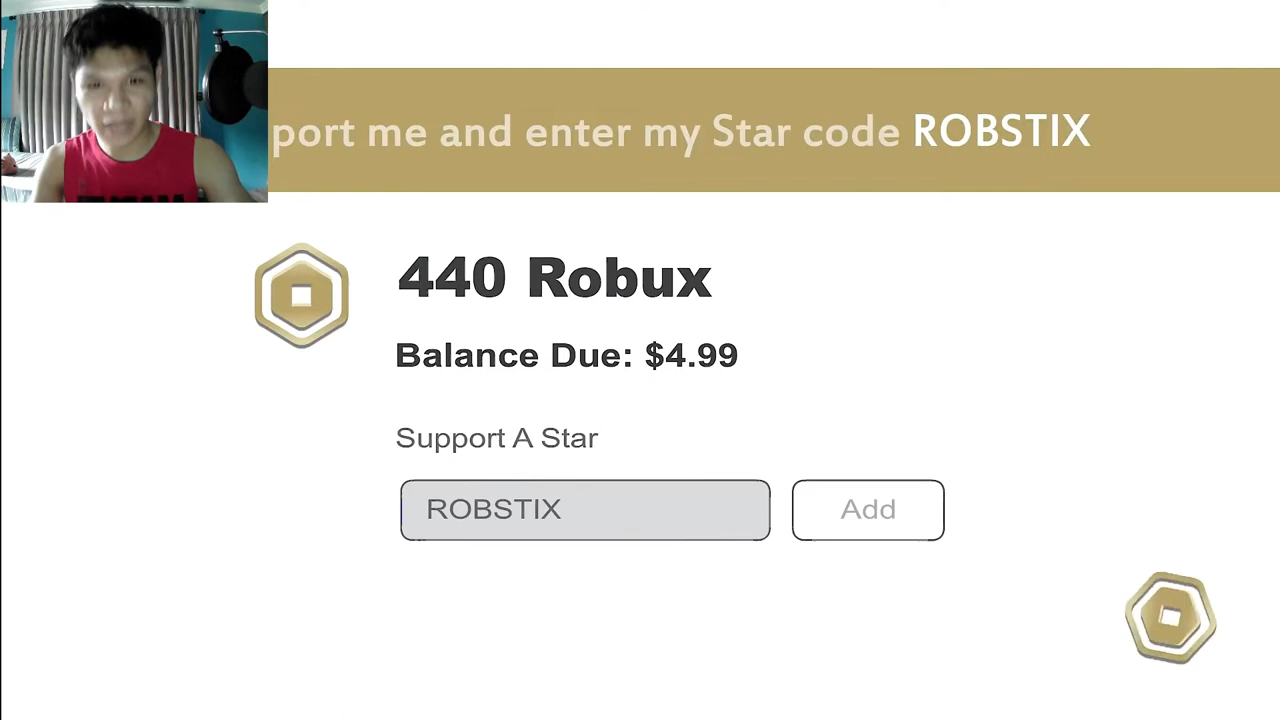 port me and enter my Star code ROBSTIX
440 Robux
Balance Due: $4.99
Support A Star
ROBSTIX
Add